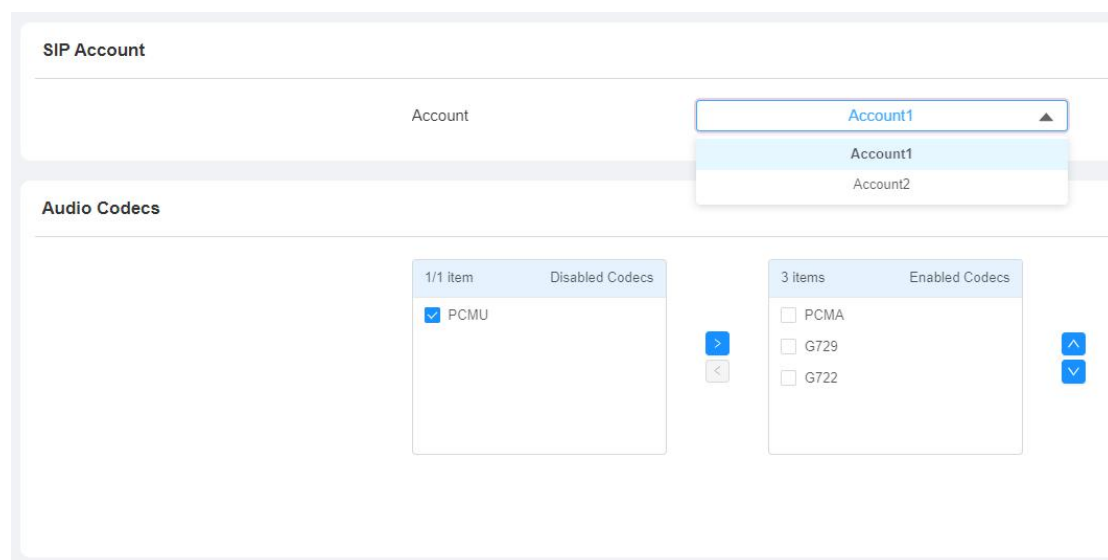 SIP Account
Account Account1
Account1
Account2
Audio Codecs
1/1 item Disabled Codecs 3 items Enabled Codecs
PCMU PCMA
G729
G722